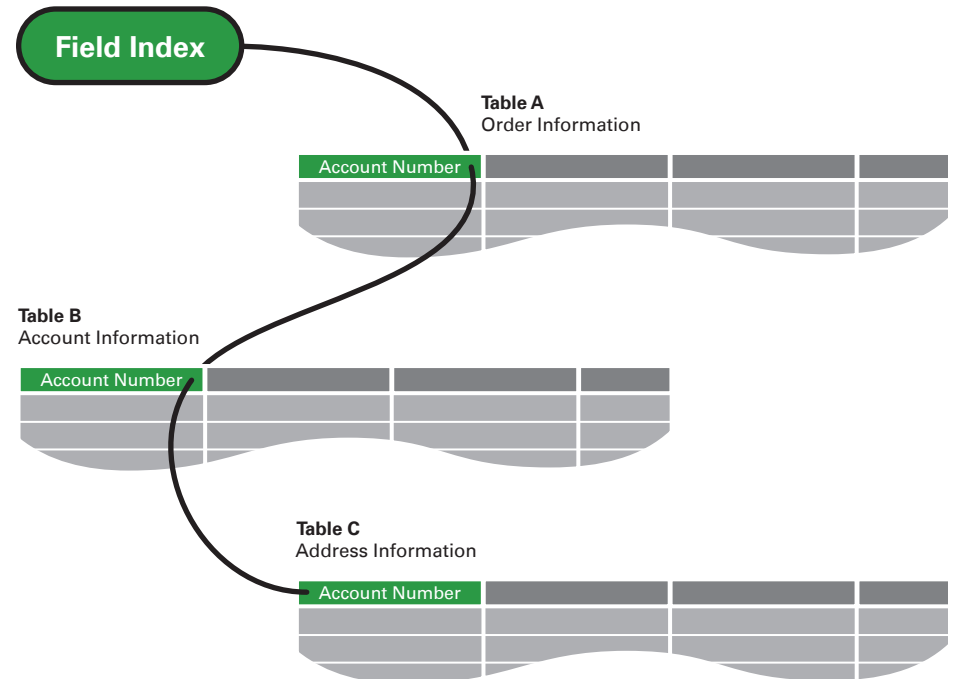 Field Index
Table A
Order Information
Account Number
Table B
Account Information
Account Number
Table C
Address Information
Account Number